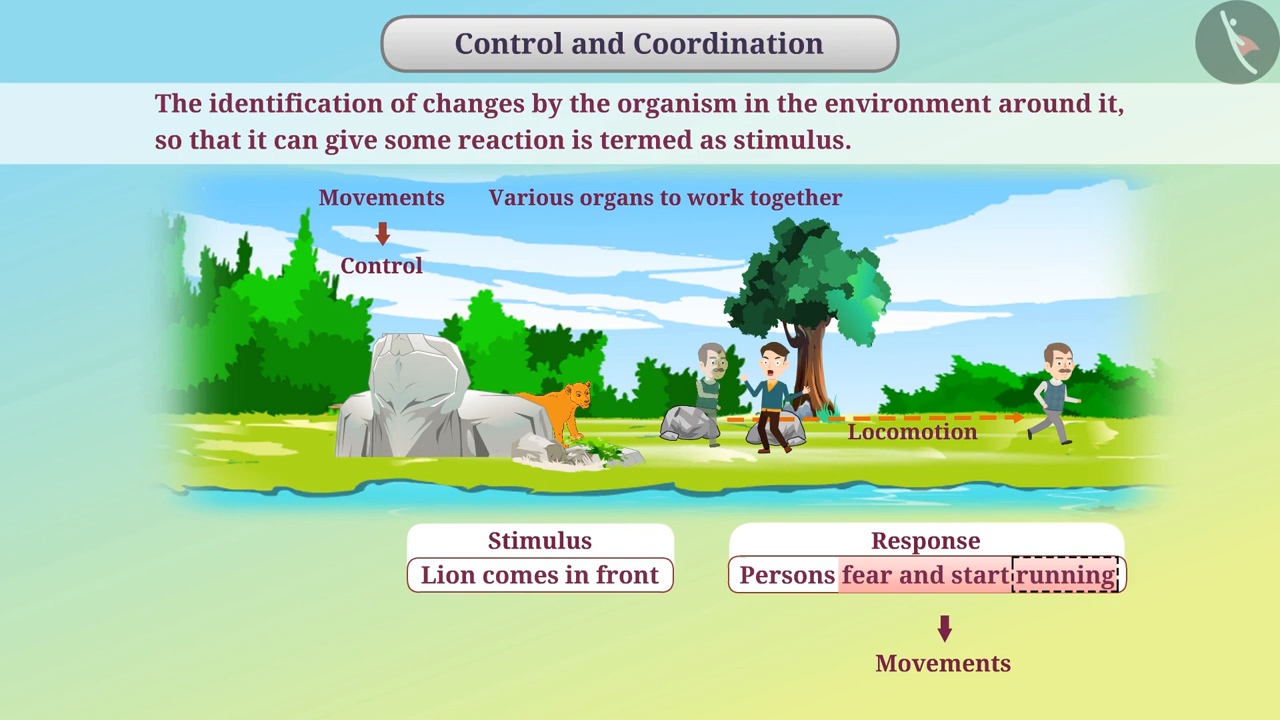 Control and Coordination
The identification of changes by the organism in the environment around it,
so that it can give some reaction is termed as stimulus.
Movements
Various organs to work together
Control
Locomotion
Stimulus
Lion comes in front
Response
Persons fear and start running
Movements